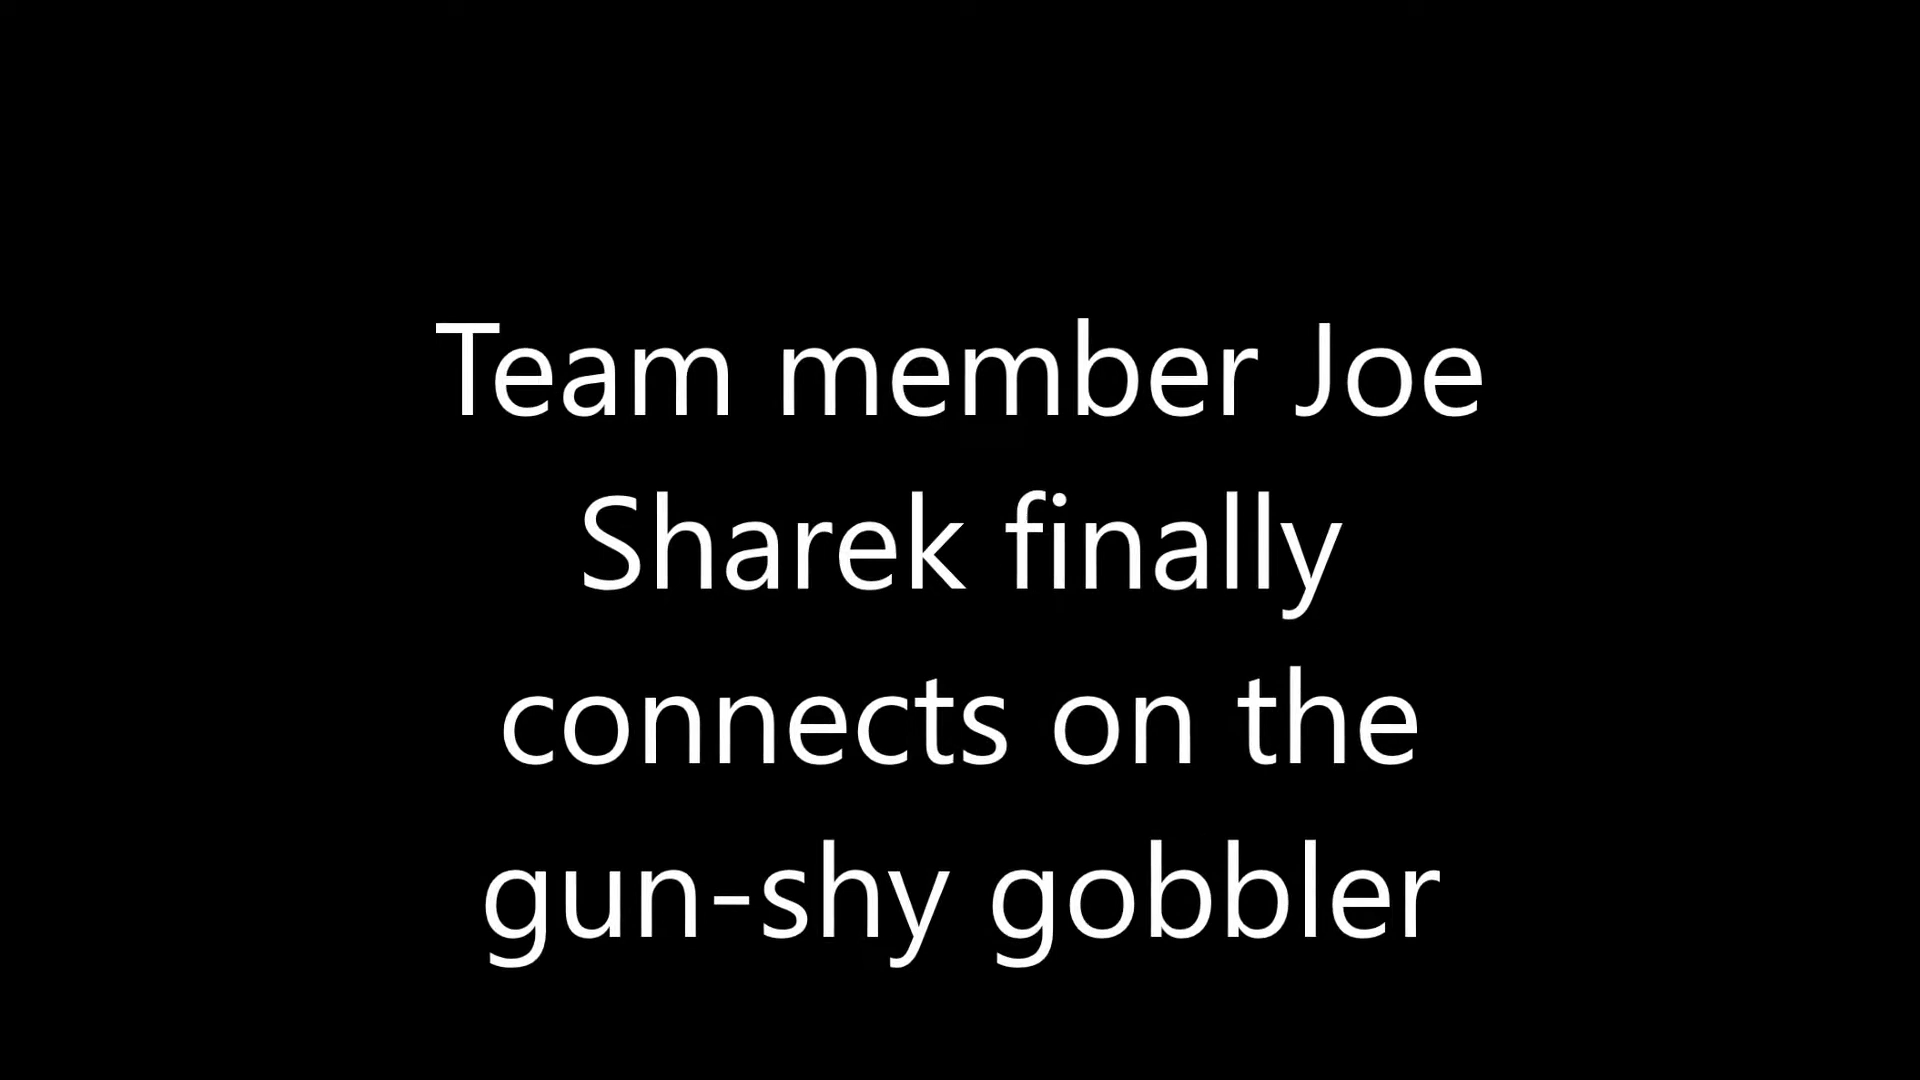 Team member Joe
Sharek finally
connects on the
gun-shy gobbler